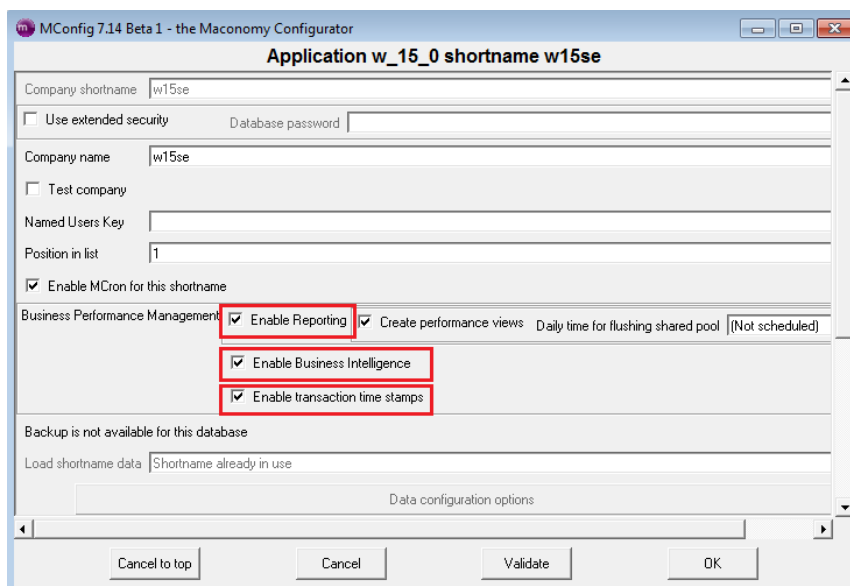 MConfig 7.14 Beta 1 - the Maconomy Configurator
Application w_15_0 shortname w15se
Company shortname w15se
Use extended security Database password
Company name w15se
Test company
Named Users Key
Position in list 1
Enable MCron for this shortname
Business Performance Management Enable Reporting Create performance views Daily time for flushing shared pool (Not scheduled)
Enable Business Intelligence
Enable transaction time stamps
Backup is not available for this database
Load shortname data Shortname already in use
Data configuration options
Cancel to top Cancel Validate OK